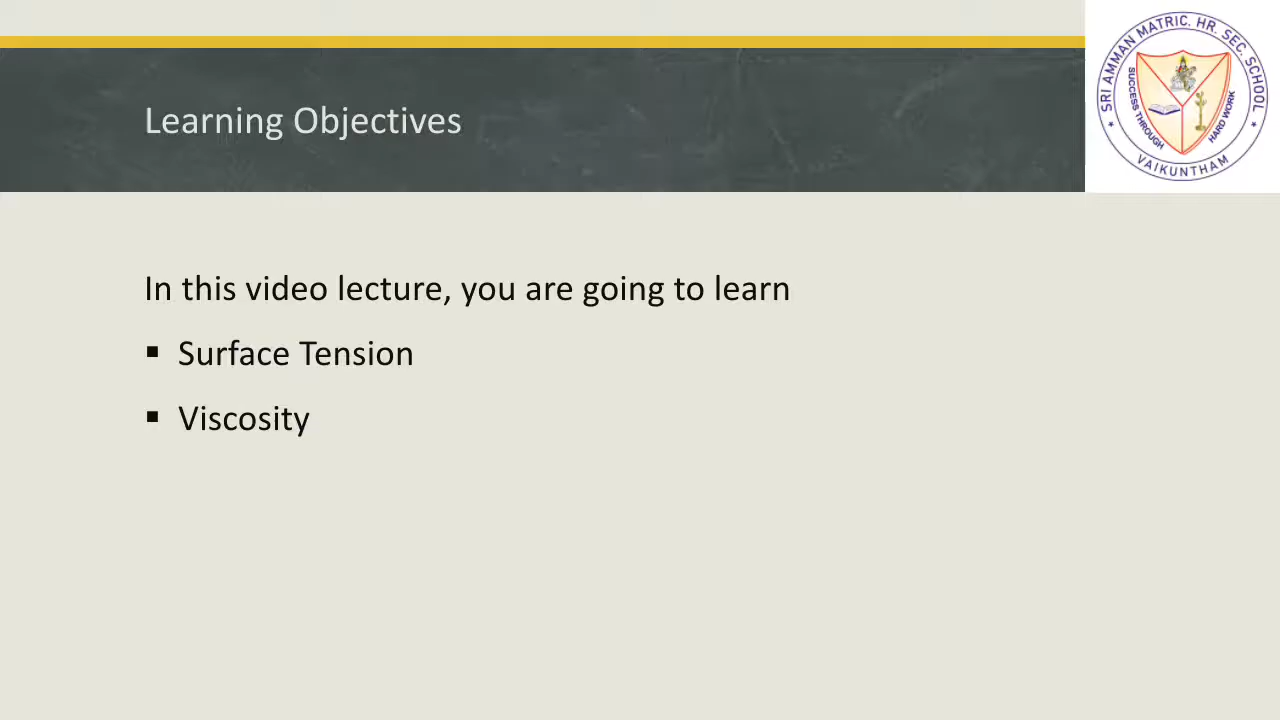 Learning Objectives
SRI AMMAN MATRIC. HR. SEC. SCHOOL
SUCCESS THROUGH
HARD WORK
VAIKUNTHAM
In this video lecture, you are going to learn
▪ Surface Tension
▪ Viscosity